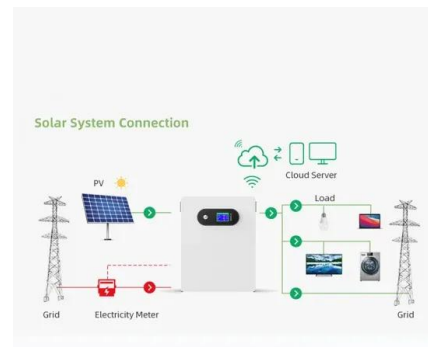 Solar System Connection
PV
Cloud Server
Load
Grid
Electricity Meter
Grid